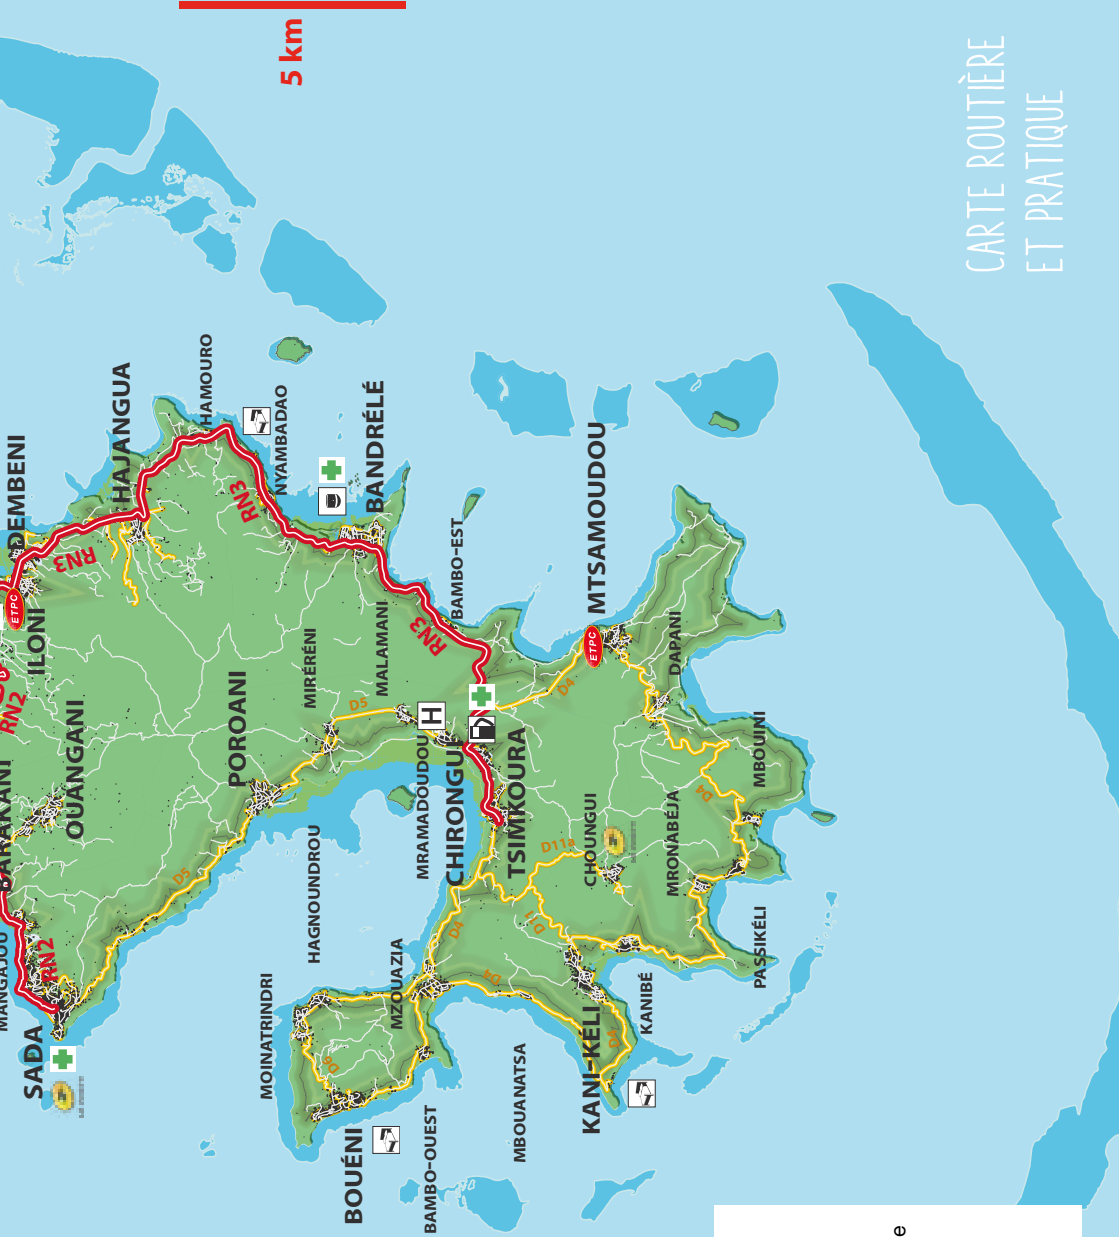 5 km
CARTE ROUTIÈRE
ET PRATIQUE
DEMBENI
HAJANGUA
HAMOURO
NYAMBADAO
BANDRÉLÉ
RN3
RN3
RN3
ETPC
ILONI
RN2
OUANGANI
POROANI
MIRÉRÉNI
MALAMANI
BAMBO-EST
MTSAMOUDOU
ETPC
D4
D5
H
DAPANI
MBOUINI
D4
MRAMADOUDOU
CHIRONGUI
TSIMKOURA
D11a
CHOUNGUI
MRONABÉJA
D5
HAGNOUNDROU
D4
D11
PASSIKÉLI
MZOUAZIA
D4
KANIBÉ
RN2
SADA
MOINATRINDRI
D8
D4
KANI-KÉLI
MBOUANATSA
BOUÉNI
BAMBO-OUEST
e